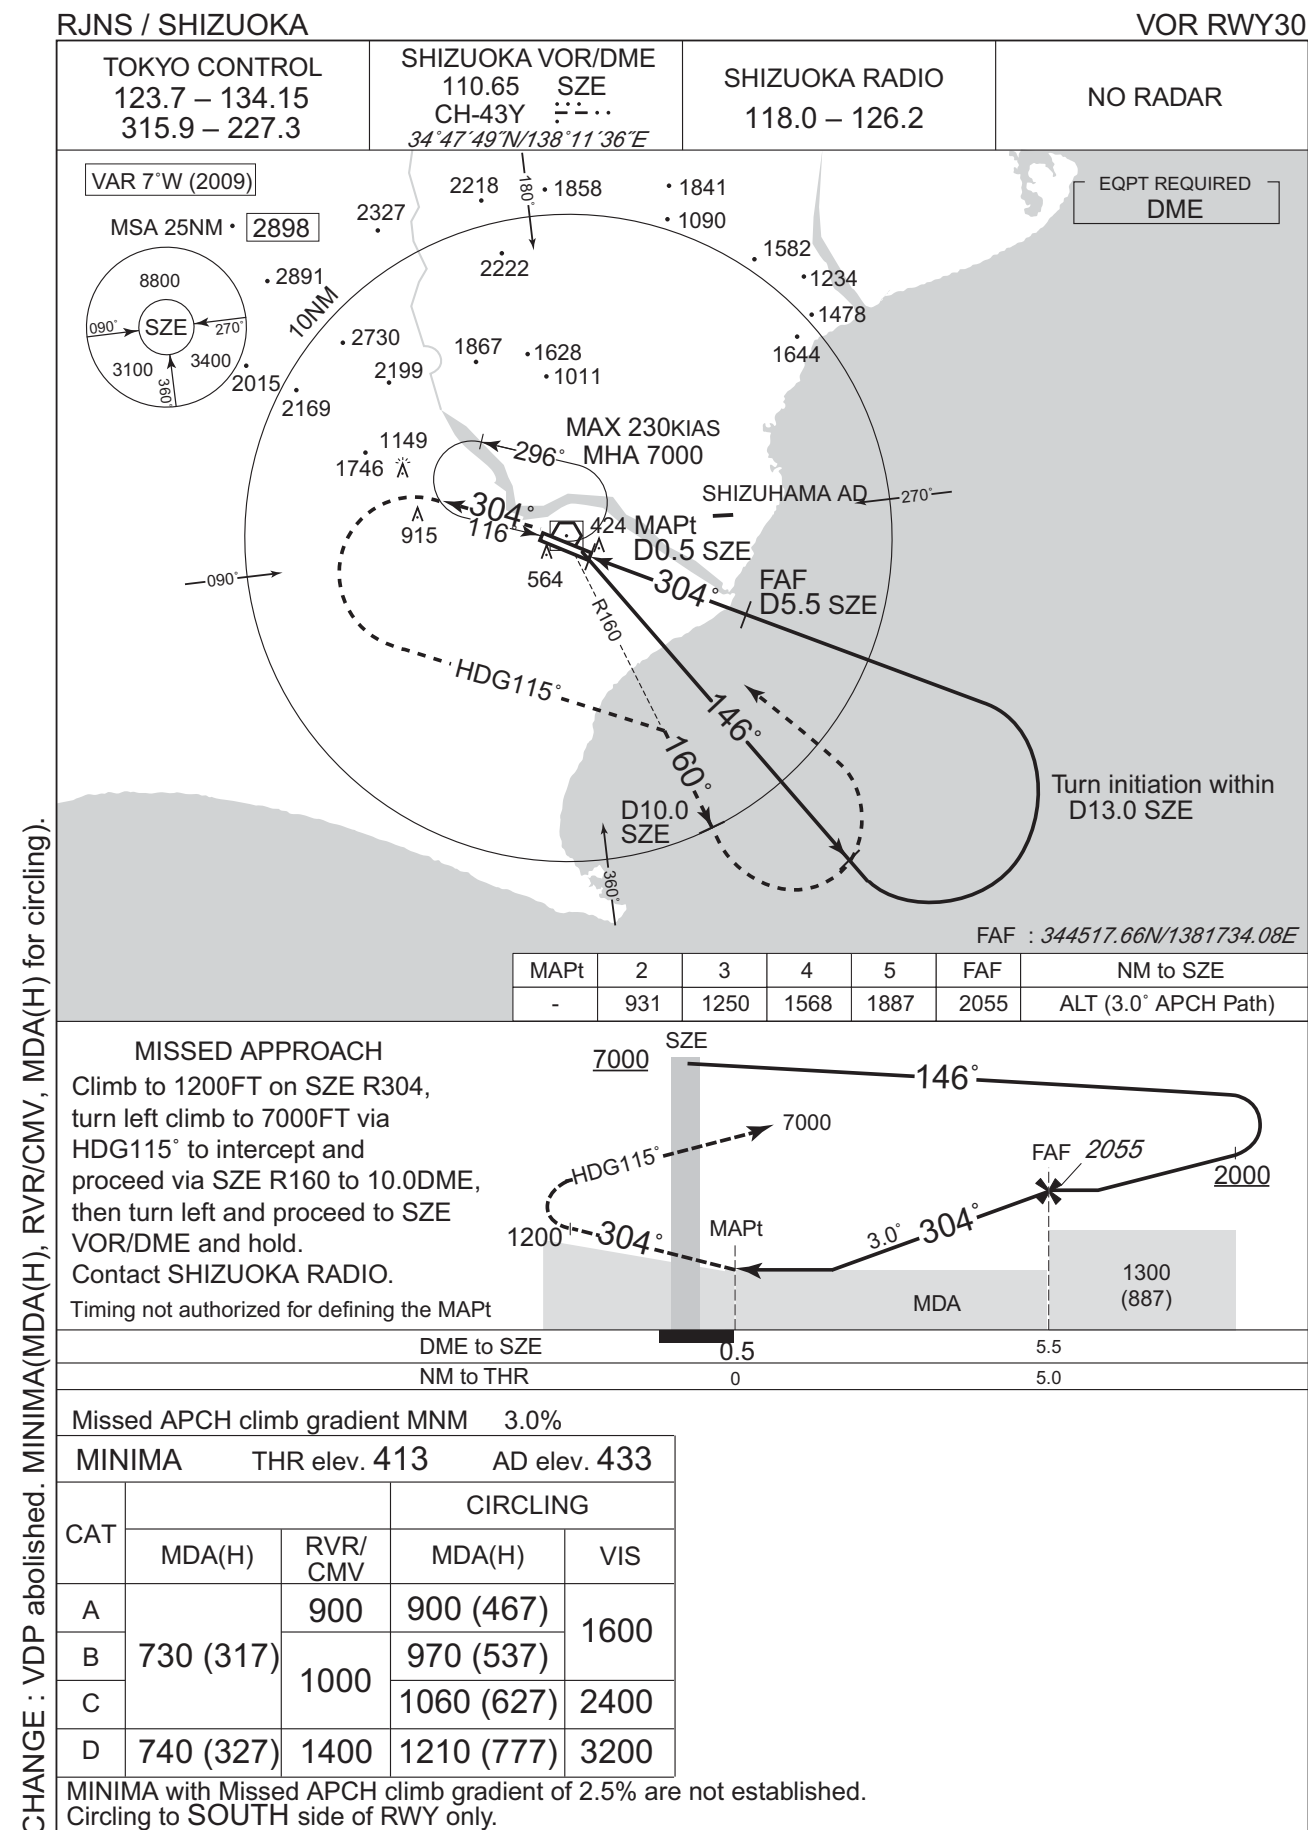 RJNS / SHIZUOKA
VOR RWY30
TOKYO CONTROL
123.7 – 134.15
315.9 – 227.3
SHIZUOKA VOR/DME
110.65 SZE
CH-43Y
34°47´49˝N/138°11´36˝E
SHIZUOKA RADIO
118.0 – 126.2
NO RADAR
VAR 7°W (2009)
MSA 25NM
2898
8800
090°
SZE
270°
3100
3400
360°
EQPT REQUIRED
DME
180°
2218
1858
1841
2327
1090
2222
1582
2891
1234
10NM
1478
2730
1867
1628
1644
2199
1011
2015
2169
MAX 230KIAS
MHA 7000
1149
296°
1746
SHIZUHAMA AD
270°
304°
915
116°
424
MAPt
D0.5 SZE
564
090°
304°
FAF
D5.5 SZE
R160
HDG115°
146°
160°
D10.0
SZE
Turn initiation within
D13.0 SZE
360°
FAF : 344517.66N/1381734.08E
MAPt 2 3 4 5 FAF NM to SZE
- 931 1250 1568 1887 2055 ALT (3.0° APCH Path)
MISSED APPROACH
Climb to 1200FT on SZE R304,
turn left climb to 7000FT via
HDG115° to intercept and
proceed via SZE R160 to 10.0DME,
then turn left and proceed to SZE
VOR/DME and hold.
Contact SHIZUOKA RADIO.
Timing not authorized for defining the MAPt
SZE
7000
146°
7000
HDG115°
FAF
2055
2000
1200
304°
MAPt
3.0°
304°
MDA
1300
(887)
DME to SZE 0.5 5.5
NM to THR 0 5.0
Missed APCH climb gradient MNM 3.0%
MINIMA THR elev. 413 AD elev. 433
CAT
CIRCLING
MDA(H)
RVR/
CMV
MDA(H)
VIS
A 900 900 (467)
1600
B 730 (317) 970 (537)
1000
C 1060 (627) 2400
D 740 (327) 1400 1210 (777) 3200
MINIMA with Missed APCH climb gradient of 2.5% are not established.
Circling to SOUTH side of RWY only.
CHANGE : VDP abolished. MINIMA(MDA(H), RVR/CMV, MDA(H) for circling).